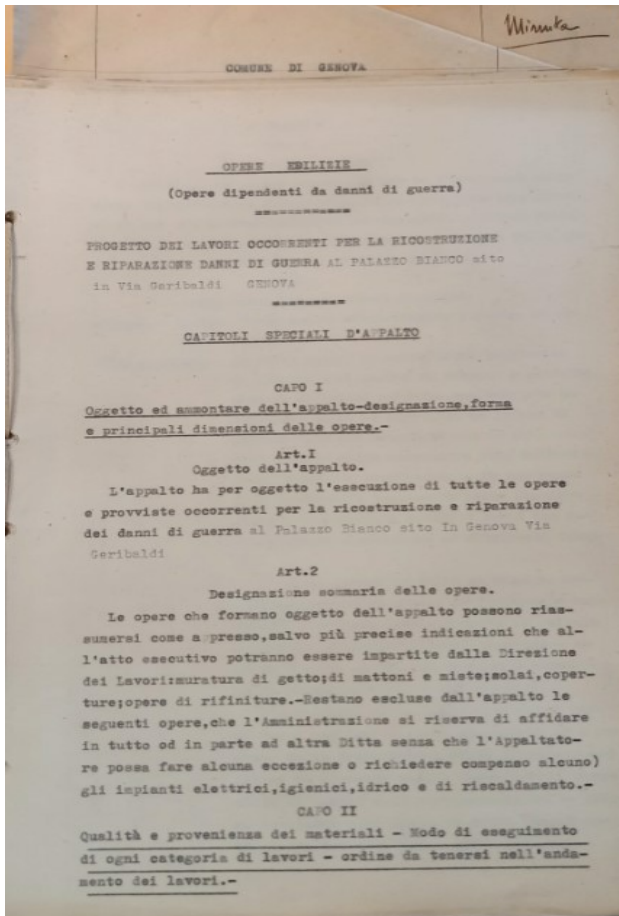 Minuta
COMUNE DI GENOVA
OPERE EDILIZIE
(Opere dipendenti da danni di guerra)
============
PROGETTO DEI LAVORI OCCORRENTI PER LA RICOSTRUZIONE
E RIPARAZIONE DANNI DI GUERRA AL PALAZZO BIANCO sito
in Via Garibaldi GENOVA
=========
CAPITOLI SPECIALI D'APPALTO
CAPO I
Oggetto ed ammontare dell'appalto-designazione,forma
e principali dimensioni delle opere.-
Art.I
Oggetto dell'appalto.
L'appalto ha per oggetto l'esecuzione di tutte le opere
e provviste occorrenti per la ricostruzione e riparazione
dei danni di guerra al Palazzo Bianco sito In Genova Via
Garibaldi
Art.2
Designazione sommaria delle opere.
Le opere che formano oggetto dell'appalto possono rias-
sumersi come appresso,salvo più precise indicazioni che al-
l'atto esecutivo potranno essere impartite dalla Direzione
dei Lavori:muratura di getto;di mattoni e miste;solai,coper-
ture;opere di rifiniture.-Restano escluse dall'appalto le
seguenti opere,che l'Amministrazione si riserva di affidare
in tutto od in parte ad altra Ditta senza che l'Appaltato-
re possa fare alcuna eccezione o richiedere compenso alcuno)
gli impianti elettrici,igienici,idrico e di riscaldamento.-
CAPO II
Qualità e provenienza dei materiali - Modo di eseguimento
di ogni categoria di lavori - ordine da tenersi nell'anda-
mento dei lavori.-